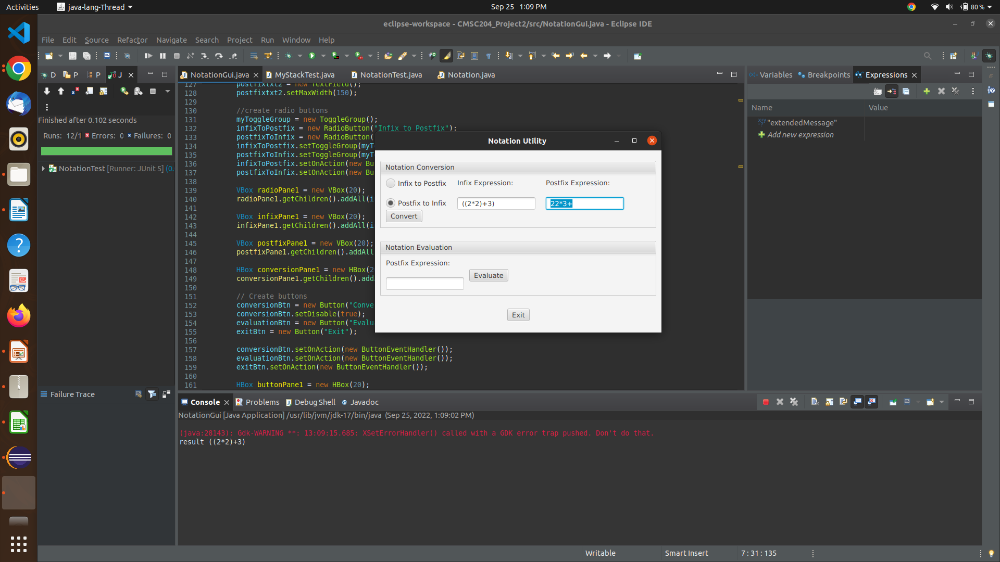 Activities
java-lang-Thread
Sep 25 1:09 PM
80 %
eclipse-workspace - CMSC204_Project2/src/NotationGui.java - Eclipse IDE
File Edit Source Refactor Navigate Search Project Run Window Help
D P P J
NotationGui.java MyStackTest.java NotationTest.java Notation.java
Variables Breakpoints Expressions
Finished after 0.102 seconds
Runs: 12/1 Errors: 0 Failures: 0
NotationTest [Runner: JUnit 5] (0.
Failure Trace
127 postfixtxt2 = new TextField();
128 postfixtxt2.setMaxWidth(150);
129
130 //create radio buttons
131 myToggleGroup = new ToggleGroup();
132 infixToPostfix = new RadioButton("Infix to Postfix");
133 postfixToInfix = new RadioButton(
134 infixToPostfix.setToggleGroup(myT
135 postfixToInfix.setToggleGroup(myT
136 infixToPostfix.setOnAction(new Bu
137 postfixToInfix.setOnAction(new Bu
138
139 VBox radioPane1 = new VBox(20);
140 radioPane1.getChildren().addAll(i
141
142 VBox infixPane1 = new VBox(20);
143 infixPane1.getChildren().addAll(i
144
145 VBox postfixPane1 = new VBox(20);
146 postfixPane1.getChildren().addAll
147
148 HBox conversionPane1 = new HBox(2
149 conversionPane1.getChildren().add
150
151 // Create buttons
152 conversionBtn = new Button("Conve
153 conversionBtn.setDisable(true);
154 evaluationBtn = new Button("Evalu
155 exitBtn = new Button("Exit");
156
157 conversionBtn.setOnAction(new ButtonEventHandler());
158 evaluationBtn.setOnAction(new ButtonEventHandler());
159 exitBtn.setOnAction(new ButtonEventHandler());
160
161 HBox buttonPane1 = new HBox(20);
Notation Utility
Notation Conversion
Infix to Postfix Infix Expression: Postfix Expression:
Postfix to Infix ((2*2)+3) 22*3+
Convert
Notation Evaluation
Postfix Expression:
Evaluate
Exit
Name Value
"extendedMessage"
Add new expression
Console Problems Debug Shell Javadoc
NotationGui [Java Application] /usr/lib/jvm/jdk-17/bin/java (Sep 25, 2022, 1:09:02 PM)
(java:28143): Gdk-WARNING **: 13:09:15.685: XSetErrorHandler() called with a GDK error trap pushed. Don't do that.
result ((2*2)+3)
Writable Smart Insert 7 : 31 : 135